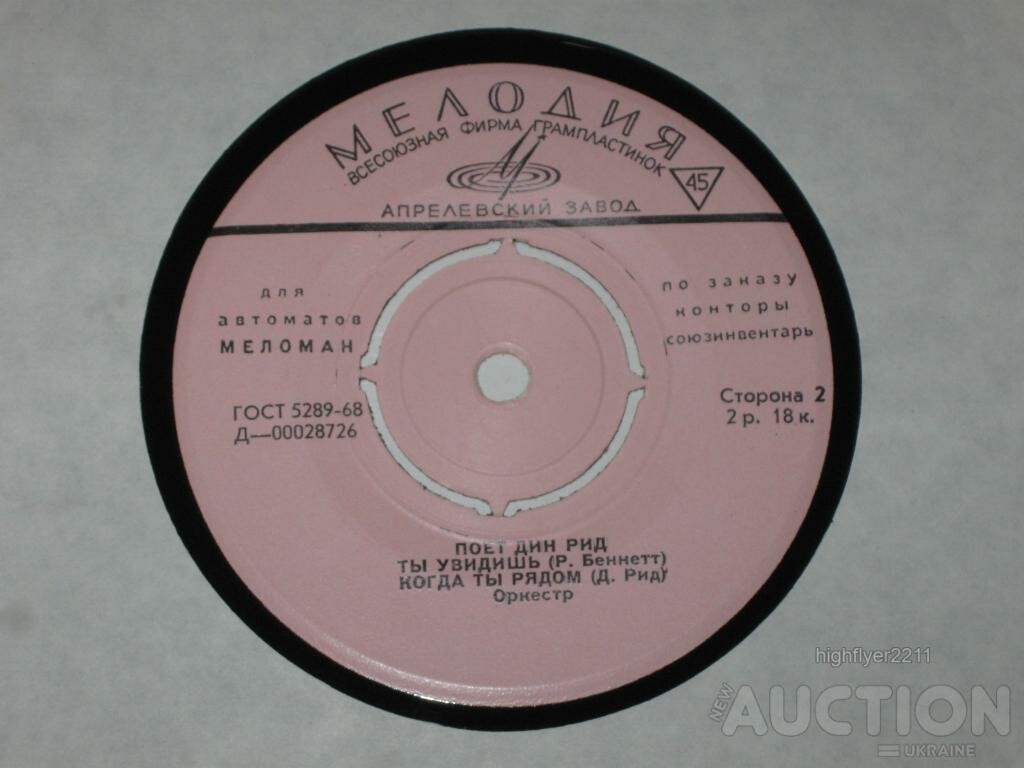 МЕЛОДИЯ
ВСЕСОЮЗНАЯ ФИРМА ГРАМПЛАСТИНОК
45
АПРЕЛЕВСКИЙ ЗАВОД
для
автоматов
МЕЛОМАН
по заказу
конторы
союзинвентарь
ГОСТ 5289-68
Д—00028726
Сторона 2
2 р. 18 к.
ПОЕТ ДИН РИД
ТЫ УВИДИШЬ (Р. Беннетт)
КОГДА ТЫ РЯДОМ (Д. Рид)
Оркестр
highflyer2211
NEW AUCTION
UKRAINE